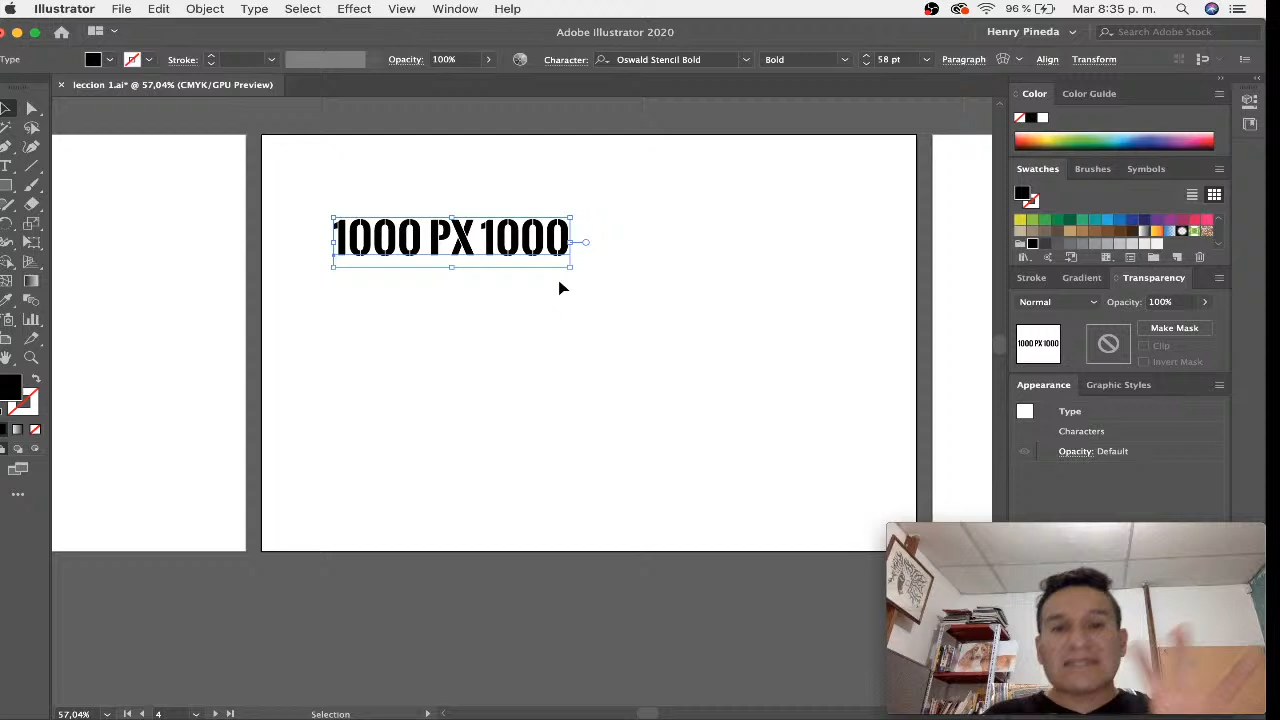 Illustrator File Edit Object Type Select Effect View Window Help 96 % Mar 8:35 p. m.
Adobe Illustrator 2020 Henry Pineda Search Adobe Stock
Type Stroke: Opacity: 100% Character: Oswald Stencil Bold Bold 58 pt Paragraph Align Transform
leccion 1.ai* @ 57,04% (CMYK/GPU Preview)
Color Color Guide
Swatches Brushes Symbols
1000 PX 1000
Stroke Gradient Transparency
Normal Opacity: 100%
Make Mask
1000 PX 1000
Clip
Invert Mask
Appearance Graphic Styles
Type
Characters
Opacity: Default
57,04% 4 Selection